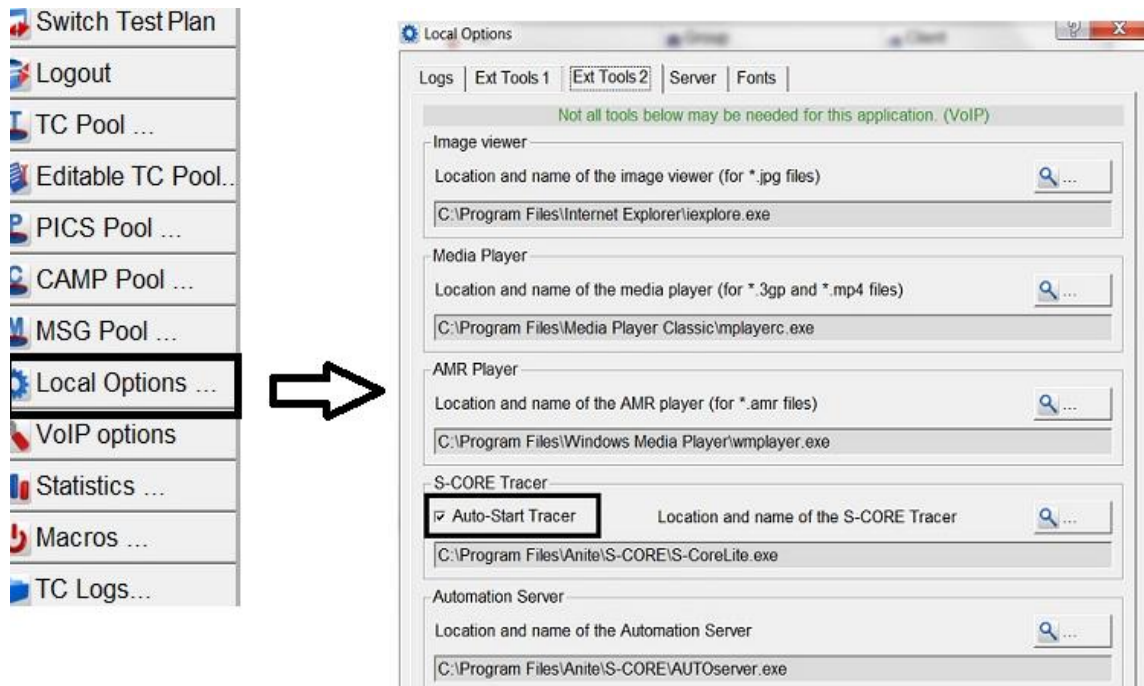 Switch Test Plan
Logout
TC Pool ...
Editable TC Pool..
PICS Pool ...
CAMP Pool ...
MSG Pool ...
Local Options ...
VoIP options
Statistics ...
Macros ...
TC Logs...
Local Options
Group
Client
Logs
Ext Tools 1
Ext Tools 2
Server
Fonts
Not all tools below may be needed for this application. (VoIP)
Image viewer
Location and name of the image viewer (for *.jpg files)
...
C:\Program Files\Internet Explorer\iexplore.exe
Media Player
Location and name of the media player (for *.3gp and *.mp4 files)
...
C:\Program Files\Media Player Classic\mplayerc.exe
AMR Player
Location and name of the AMR player (for *.amr files)
...
C:\Program Files\Windows Media Player\wmplayer.exe
S-CORE Tracer
Auto-Start Tracer
Location and name of the S-CORE Tracer
...
C:\Program Files\Anite\S-CORE\S-CoreLite.exe
Automation Server
Location and name of the Automation Server
...
C:\Program Files\Anite\S-CORE\AUTOserver.exe